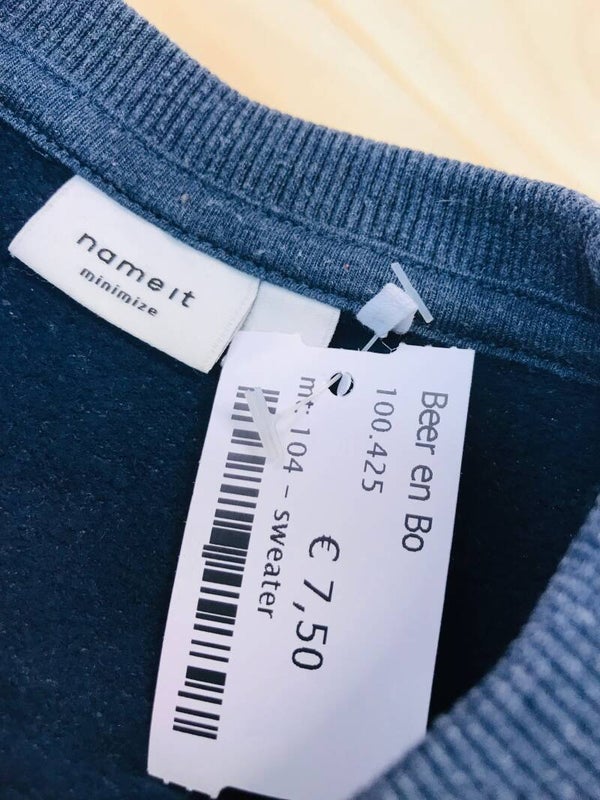 name it
minimize
Beer en Bo
100.425
€ 7,50
mt: 104 - sweater